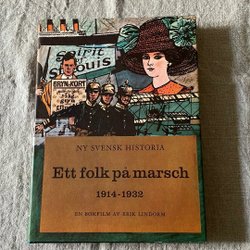 Spirit
St. Louis
NY SVENSK HISTORIA
Ett folk på marsch
1914-1932
EN BOKFILM AV ERIK LINDORM